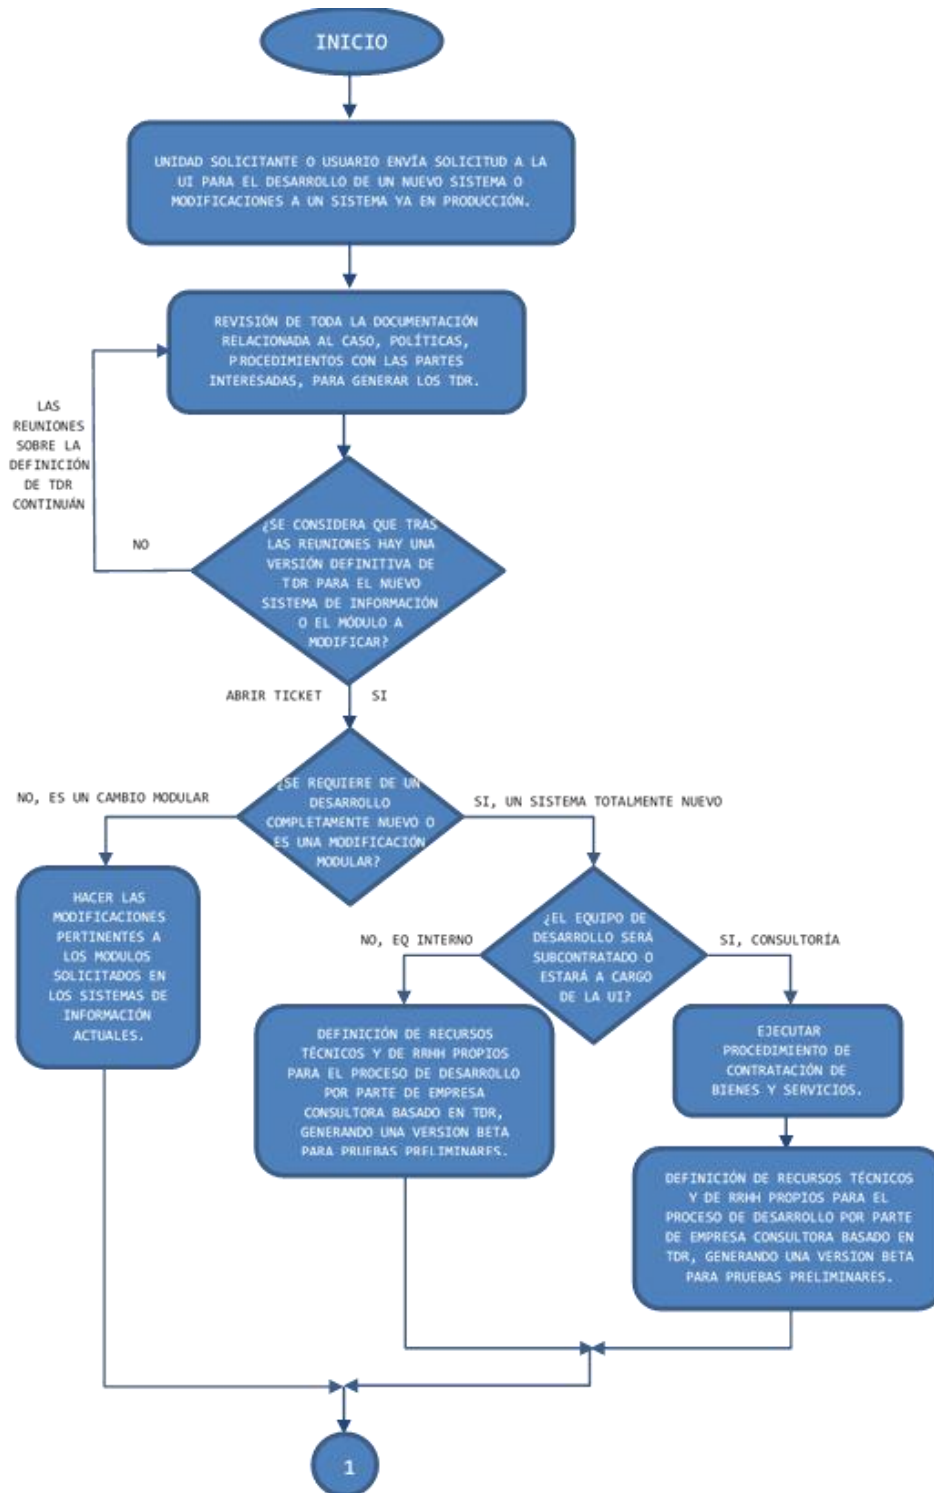 INICIO
UNIDAD SOLICITANTE O USUARIO ENVÍA SOLICITUD A LA
UI PARA EL DESARROLLO DE UN NUEVO SISTEMA O
MODIFICACIONES A UN SISTEMA YA EN PRODUCCIÓN.
REVISIÓN DE TODA LA DOCUMENTACIÓN
RELACIONADA AL CASO, POLÍTICAS,
PROCEDIMIENTOS CON LAS PARTES
INTERESADAS, PARA GENERAR LOS TDR.
LAS
REUNIONES
SOBRE LA
DEFINICIÓN
DE TDR
CONTINUÁN
NO
¿SE CONSIDERA QUE TRAS
LAS REUNIONES HAY UNA
VERSIÓN DEFINITIVA DE
TDR PARA EL NUEVO
SISTEMA DE INFORMACIÓN
O EL MÓDULO A
MODIFICAR?
ABRIR TICKET
SI
¿SE REQUIERE DE UN
DESARROLLO
COMPLETAMENTE NUEVO O
ES UNA MODIFICACIÓN
MODULAR?
NO, ES UN CAMBIO MODULAR
SI, UN SISTEMA TOTALMENTE NUEVO
HACER LAS
MODIFICACIONES
PERTINENTES A
LOS MODULOS
SOLICITADOS EN
LOS SISTEMAS DE
INFORMACIÓN
ACTUALES.
¿EL EQUIPO DE
DESARROLLO SERÁ
SUBCONTRATADO O
ESTARÁ A CARGO
DE LA UI?
NO, EQ INTERNO
SI, CONSULTORÍA
DEFINICIÓN DE RECURSOS
TÉCNICOS Y DE RRHH PROPIOS
PARA EL PROCESO DE DESARROLLO
POR PARTE DE EMPRESA
CONSULTORA BASADO EN TDR,
GENERANDO UNA VERSION BETA
PARA PRUEBAS PRELIMINARES.
EJECUTAR
PROCEDIMIENTO DE
CONTRATACIÓN DE
BIENES Y SERVICIOS.
DEFINICIÓN DE RECURSOS TÉCNICOS
Y DE RRHH PROPIOS PARA EL
PROCESO DE DESARROLLO POR PARTE
DE EMPRESA CONSULTORA BASADO EN
TDR, GENERANDO UNA VERSION BETA
PARA PRUEBAS PRELIMINARES.
1